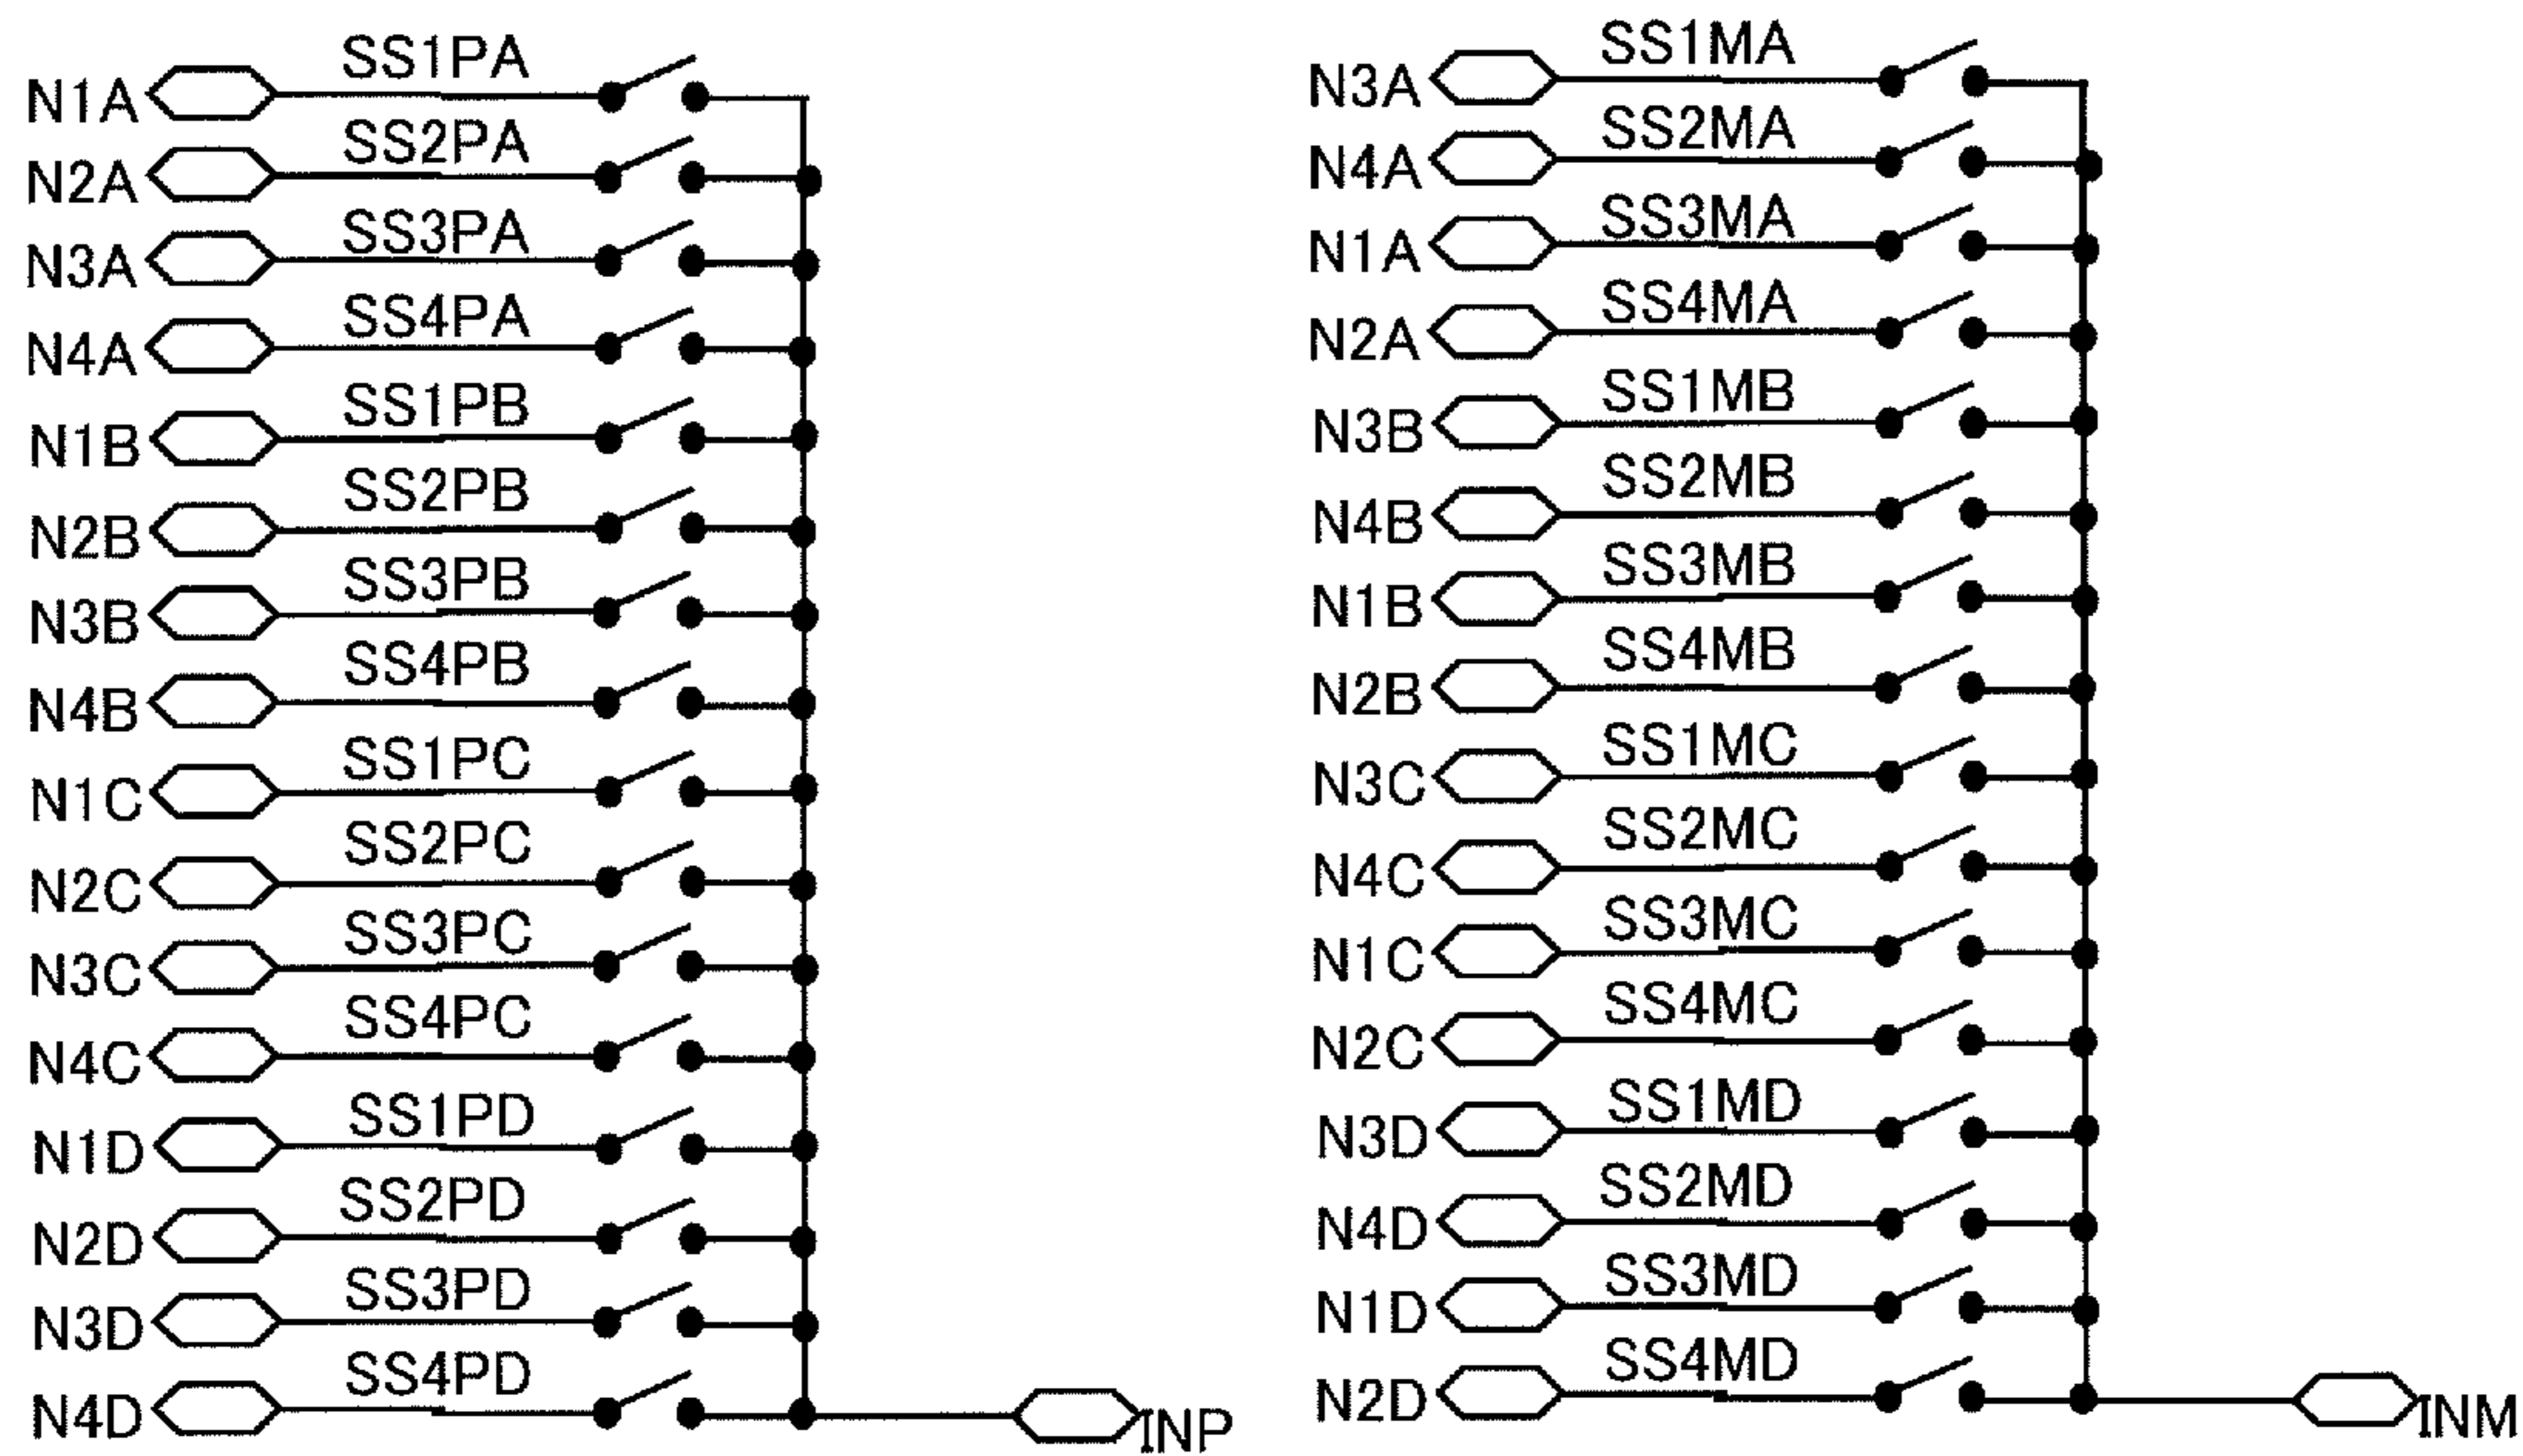 SS1PA
N1A
SS2PA
N2A
SS3PA
N3A
SS4PA
N4A
SS1PB
N1B
SS2PB
N2B
SS3PB
N3B
SS4PB
N4B
SS1PC
N1C
SS2PC
N2C
SS3PC
N3C
SS4PC
N4C
SS1PD
N1D
SS2PD
N2D
SS3PD
N3D
SS4PD
N4D
INP
SS1MA
N3A
SS2MA
N4A
SS3MA
N1A
SS4MA
N2A
SS1MB
N3B
SS2MB
N4B
SS3MB
N1B
SS4MB
N2B
SS1MC
N3C
SS2MC
N4C
SS3MC
N1C
SS4MC
N2C
SS1MD
N3D
SS2MD
N4D
SS3MD
N1D
SS4MD
N2D
INM